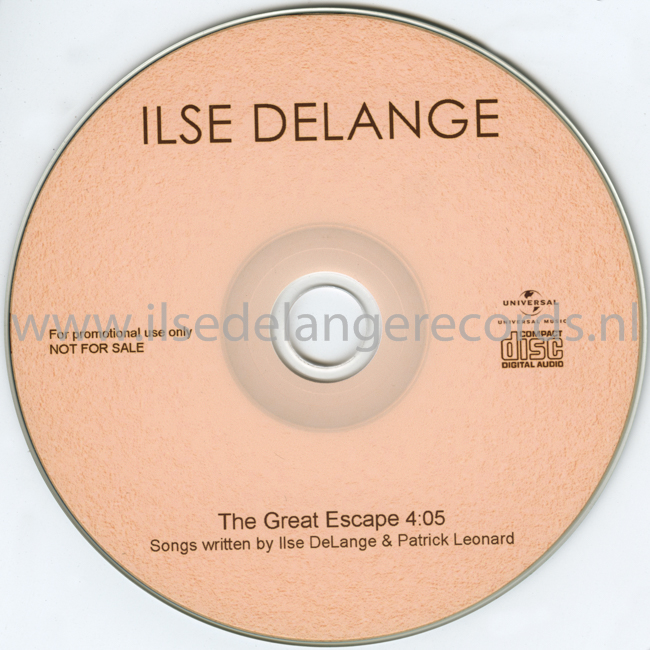 ILSE DELANGE
www.ilsedelangerecords.nl
For promotional use only
NOT FOR SALE
UNIVERSAL
UNIVERSAL MUSIC
COMPACT
disc
DIGITAL AUDIO
The Great Escape 4:05
Songs written by Ilse DeLange & Patrick Leonard